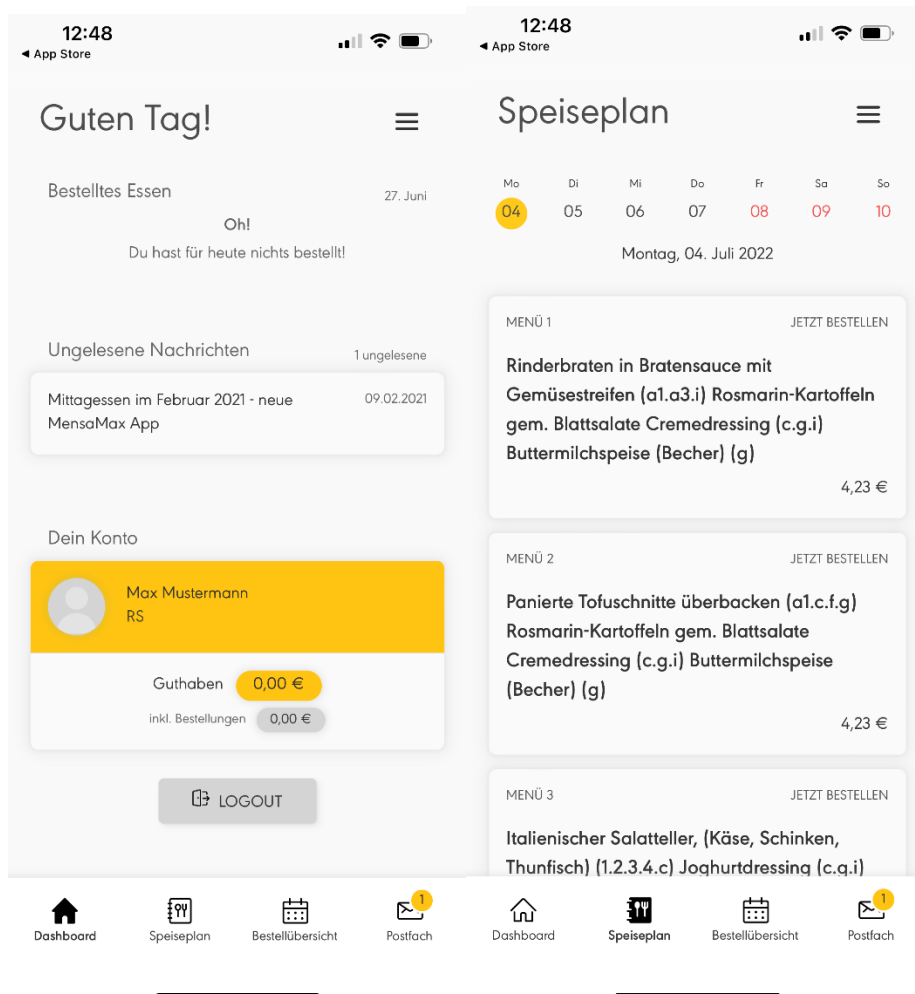 12:48
◀ App Store
Guten Tag!
Bestelltes Essen
27. Juni
Oh!
Du hast für heute nichts bestellt!
Ungelesene Nachrichten
1 ungelesene
Mittagessen im Februar 2021 - neue
MensaMax App
09.02.2021
Dein Konto
Max Mustermann
RS
Guthaben 0,00 €
inkl. Bestellungen 0,00 €
LOGOUT
1
Dashboard Speiseplan Bestellübersicht Postfach
12:48
◀ App Store
Speiseplan
Mo Di Mi Do Fr Sa So
04 05 06 07 08 09 10
Montag, 04. Juli 2022
MENÜ 1 JETZT BESTELLEN
Rinderbraten in Bratensauce mit
Gemüsestreifen (a1.a3.i) Rosmarin-Kartoffeln
gem. Blattsalate Cremedressing (c.g.i)
Buttermilchspeise (Becher) (g)
4,23 €
MENÜ 2 JETZT BESTELLEN
Panierte Tofuschnitte überbacken (a1.c.f.g)
Rosmarin-Kartoffeln gem. Blattsalate
Cremedressing (c.g.i) Buttermilchspeise
(Becher) (g)
4,23 €
MENÜ 3 JETZT BESTELLEN
Italienischer Salatteller, (Käse, Schinken,
Thunfisch) (1.2.3.4.c) Joghurtdressing (c.g.i)
1
Dashboard Speiseplan Bestellübersicht Postfach